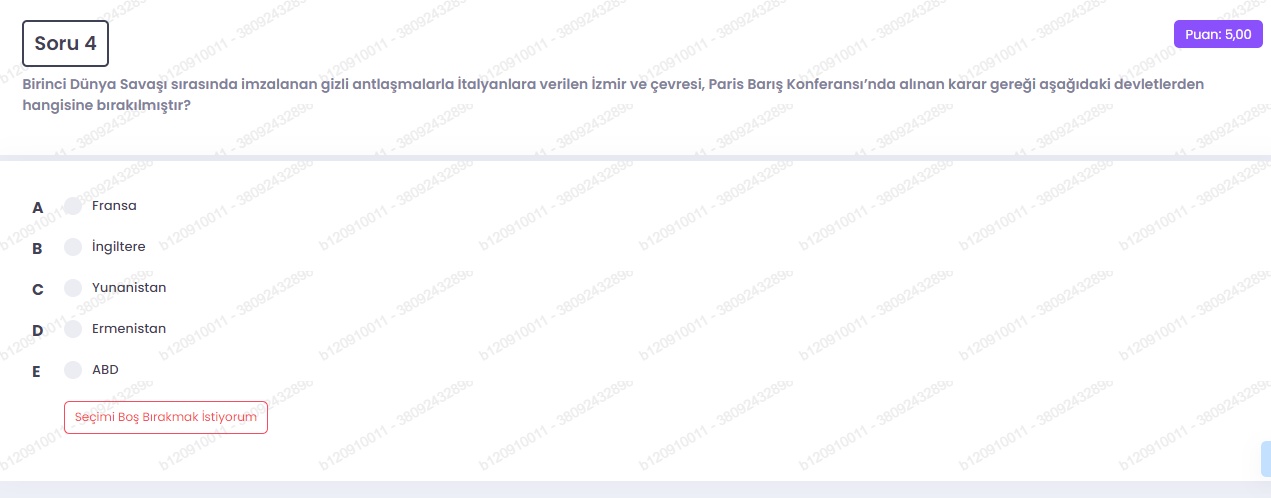 Soru 4
Puan: 5,00
Birinci Dünya Savaşı sırasında imzalanan gizli antlaşmalarla İtalyanlara verilen İzmir ve çevresi, Paris Barış Konferansı’nda alınan karar gereği aşağıdaki devletlerden
hangisine bırakılmıştır?
A Fransa
B İngiltere
C Yunanistan
D Ermenistan
E ABD
Seçimi Boş Bırakmak İstiyorum
b120910011 - 38092432896